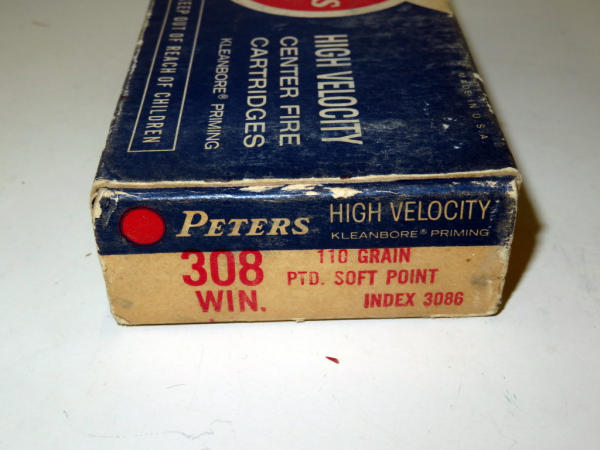 S
HIGH VELOCITY
CENTER FIRE
CARTRIDGES
KLEANBORE® PRIMING
KEEP OUT OF REACH OF CHILDREN
MADE IN U.S.A.
PETERS HIGH VELOCITY
KLEANBORE® PRIMING
308 WIN.
110 GRAIN
PTD. SOFT POINT
INDEX 3086